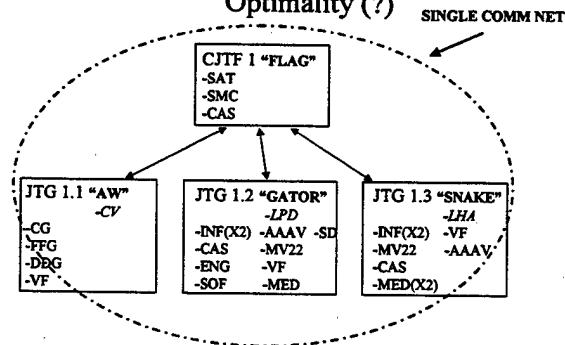 Optimality (?)
SINGLE COMM NET
CJTF 1 "FLAG"
-SAT
-SMC
-CAS
JTG 1.1 "AW"
-CV
-CG
-FFG
-DDG
-VF
JTG 1.2 "GATOR"
-LPD
-INF(X2) -AAAV -SD
-CAS -MV22
-ENG -VF
-SOF -MED
JTG 1.3 "SNAKE"
-LHA
-INF(X2) -VF
-MV22 -AAAV
-CAS
-MED(X2)